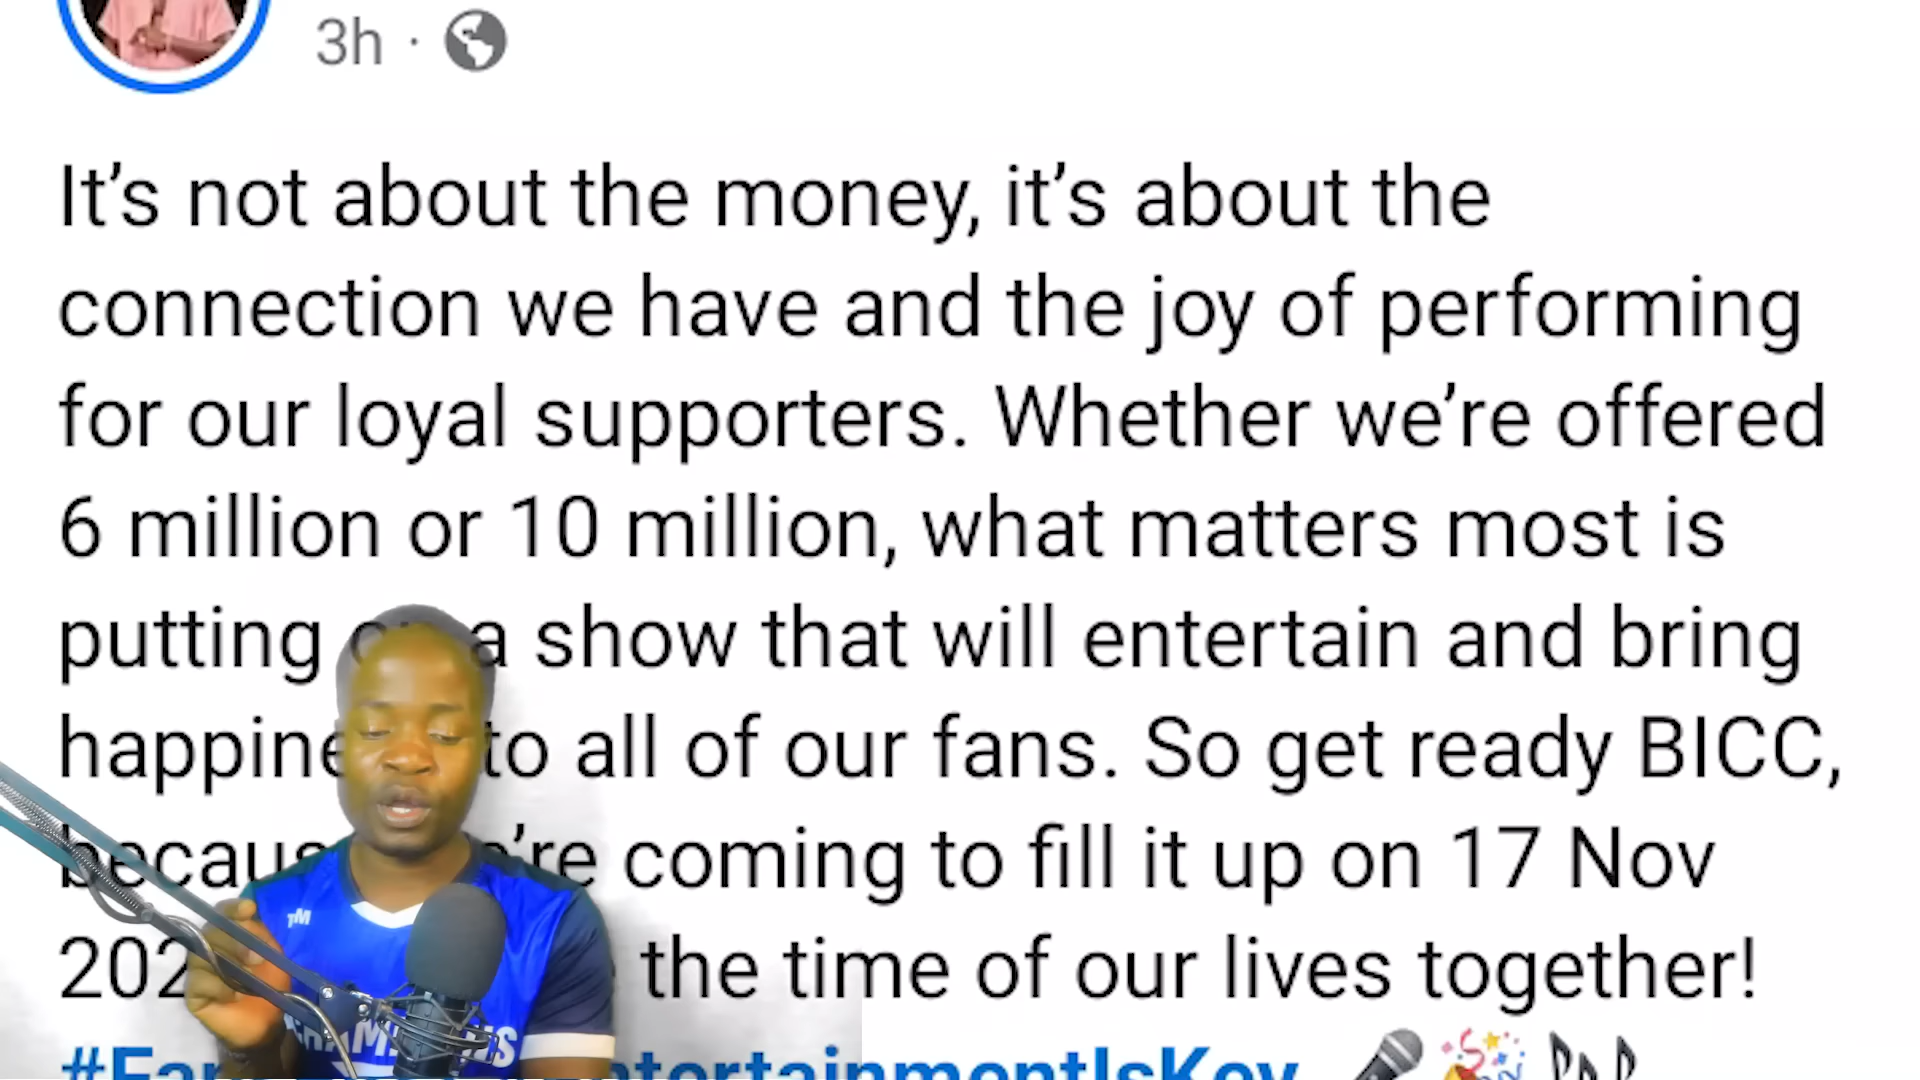 3h ·
It’s not about the money, it’s about the
connection we have and the joy of performing
for our loyal supporters. Whether we’re offered
6 million or 10 million, what matters most is
putting a show that will entertain and bring
to all of our fans. So get ready BICC,
coming to fill it up on 17 Nov
the time of our lives together!
TM